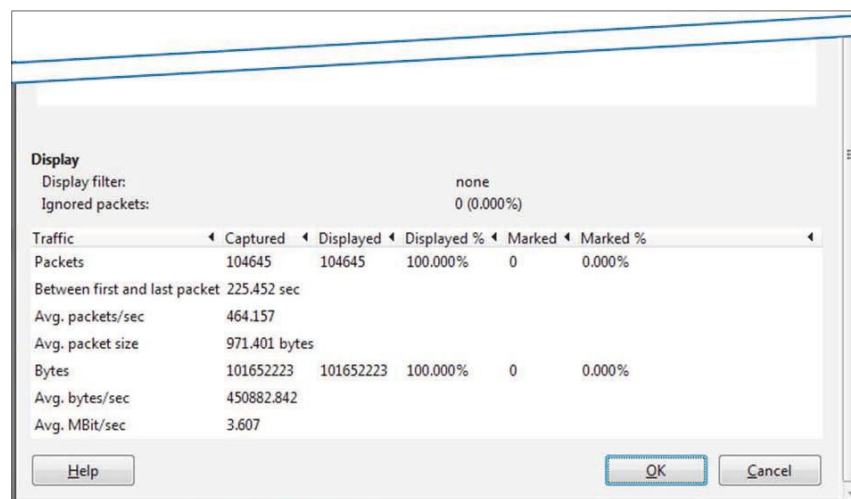 Display
Display filter: none
Ignored packets: 0 (0.000%)
Traffic Captured Displayed Displayed % Marked Marked %
Packets 104645 104645 100.000% 0 0.000%
Between first and last packet 225.452 sec
Avg. packets/sec 464.157
Avg. packet size 971.401 bytes
Bytes 101652223 101652223 100.000% 0 0.000%
Avg. bytes/sec 450882.842
Avg. MBit/sec 3.607
Help OK Cancel